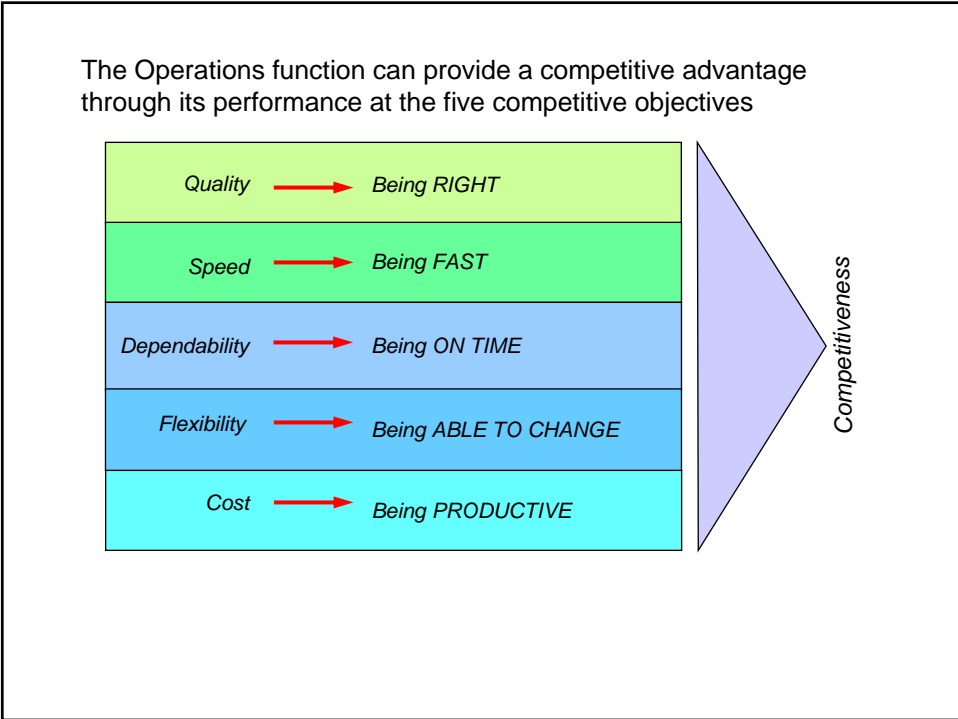 The Operations function can provide a competitive advantage
through its performance at the five competitive objectives
Quality Being RIGHT
Speed Being FAST
Dependability Being ON TIME
Flexibility Being ABLE TO CHANGE
Cost Being PRODUCTIVE
Competitiveness